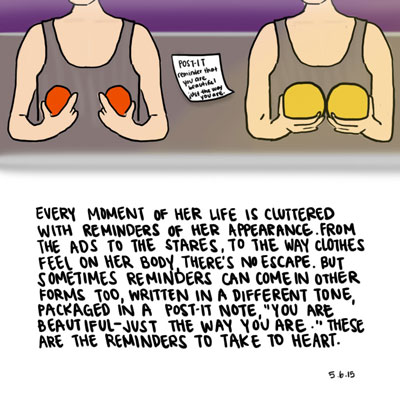 POST-IT
reminder that
you are
beautiful
just the way
you are.
EVERY MOMENT OF HER LIFE IS CLUTTERED
WITH REMINDERS OF HER APPEARANCE. FROM
THE ADS TO THE STARES, TO THE WAY CLOTHES
FEEL ON HER BODY, THERE'S NO ESCAPE. BUT
SOMETIMES REMINDERS CAN COME IN OTHER
FORMS TOO, WRITTEN IN A DIFFERENT TONE,
PACKAGED IN A POST-IT NOTE, "YOU ARE
BEAUTIFUL-JUST THE WAY YOU ARE." THESE
ARE THE REMINDERS TO TAKE TO HEART.
5.6.15